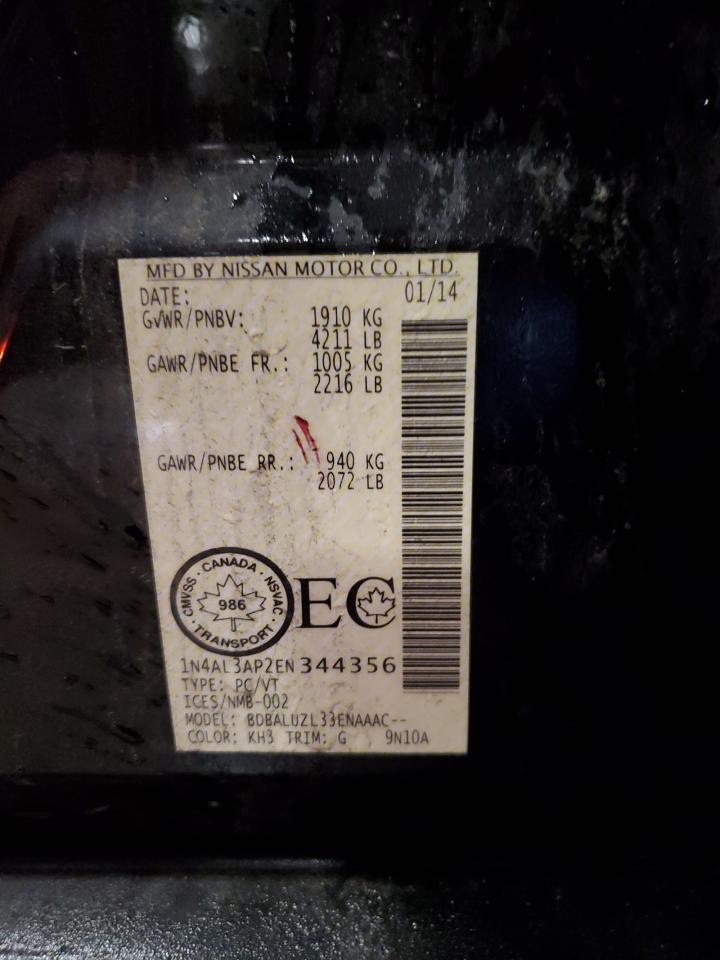 MFD BY NISSAN MOTOR CO., LTD.
DATE: 01/14
GVWR/PNBV: 1910 KG
4211 LB
GAWR/PNBE FR.: 1005 KG
2216 LB
GAWR/PNBE RR.: 940 KG
2072 LB
CMVSS · CANADA · NSVAC · TRANSPORT ·
986
EC
1N4AL3AP2EN344356
TYPE: PC/VT
ICES/NMB-002
MODEL: BDBALUZL33ENAAAC--
COLOR: KH3 TRIM: G 9N10A